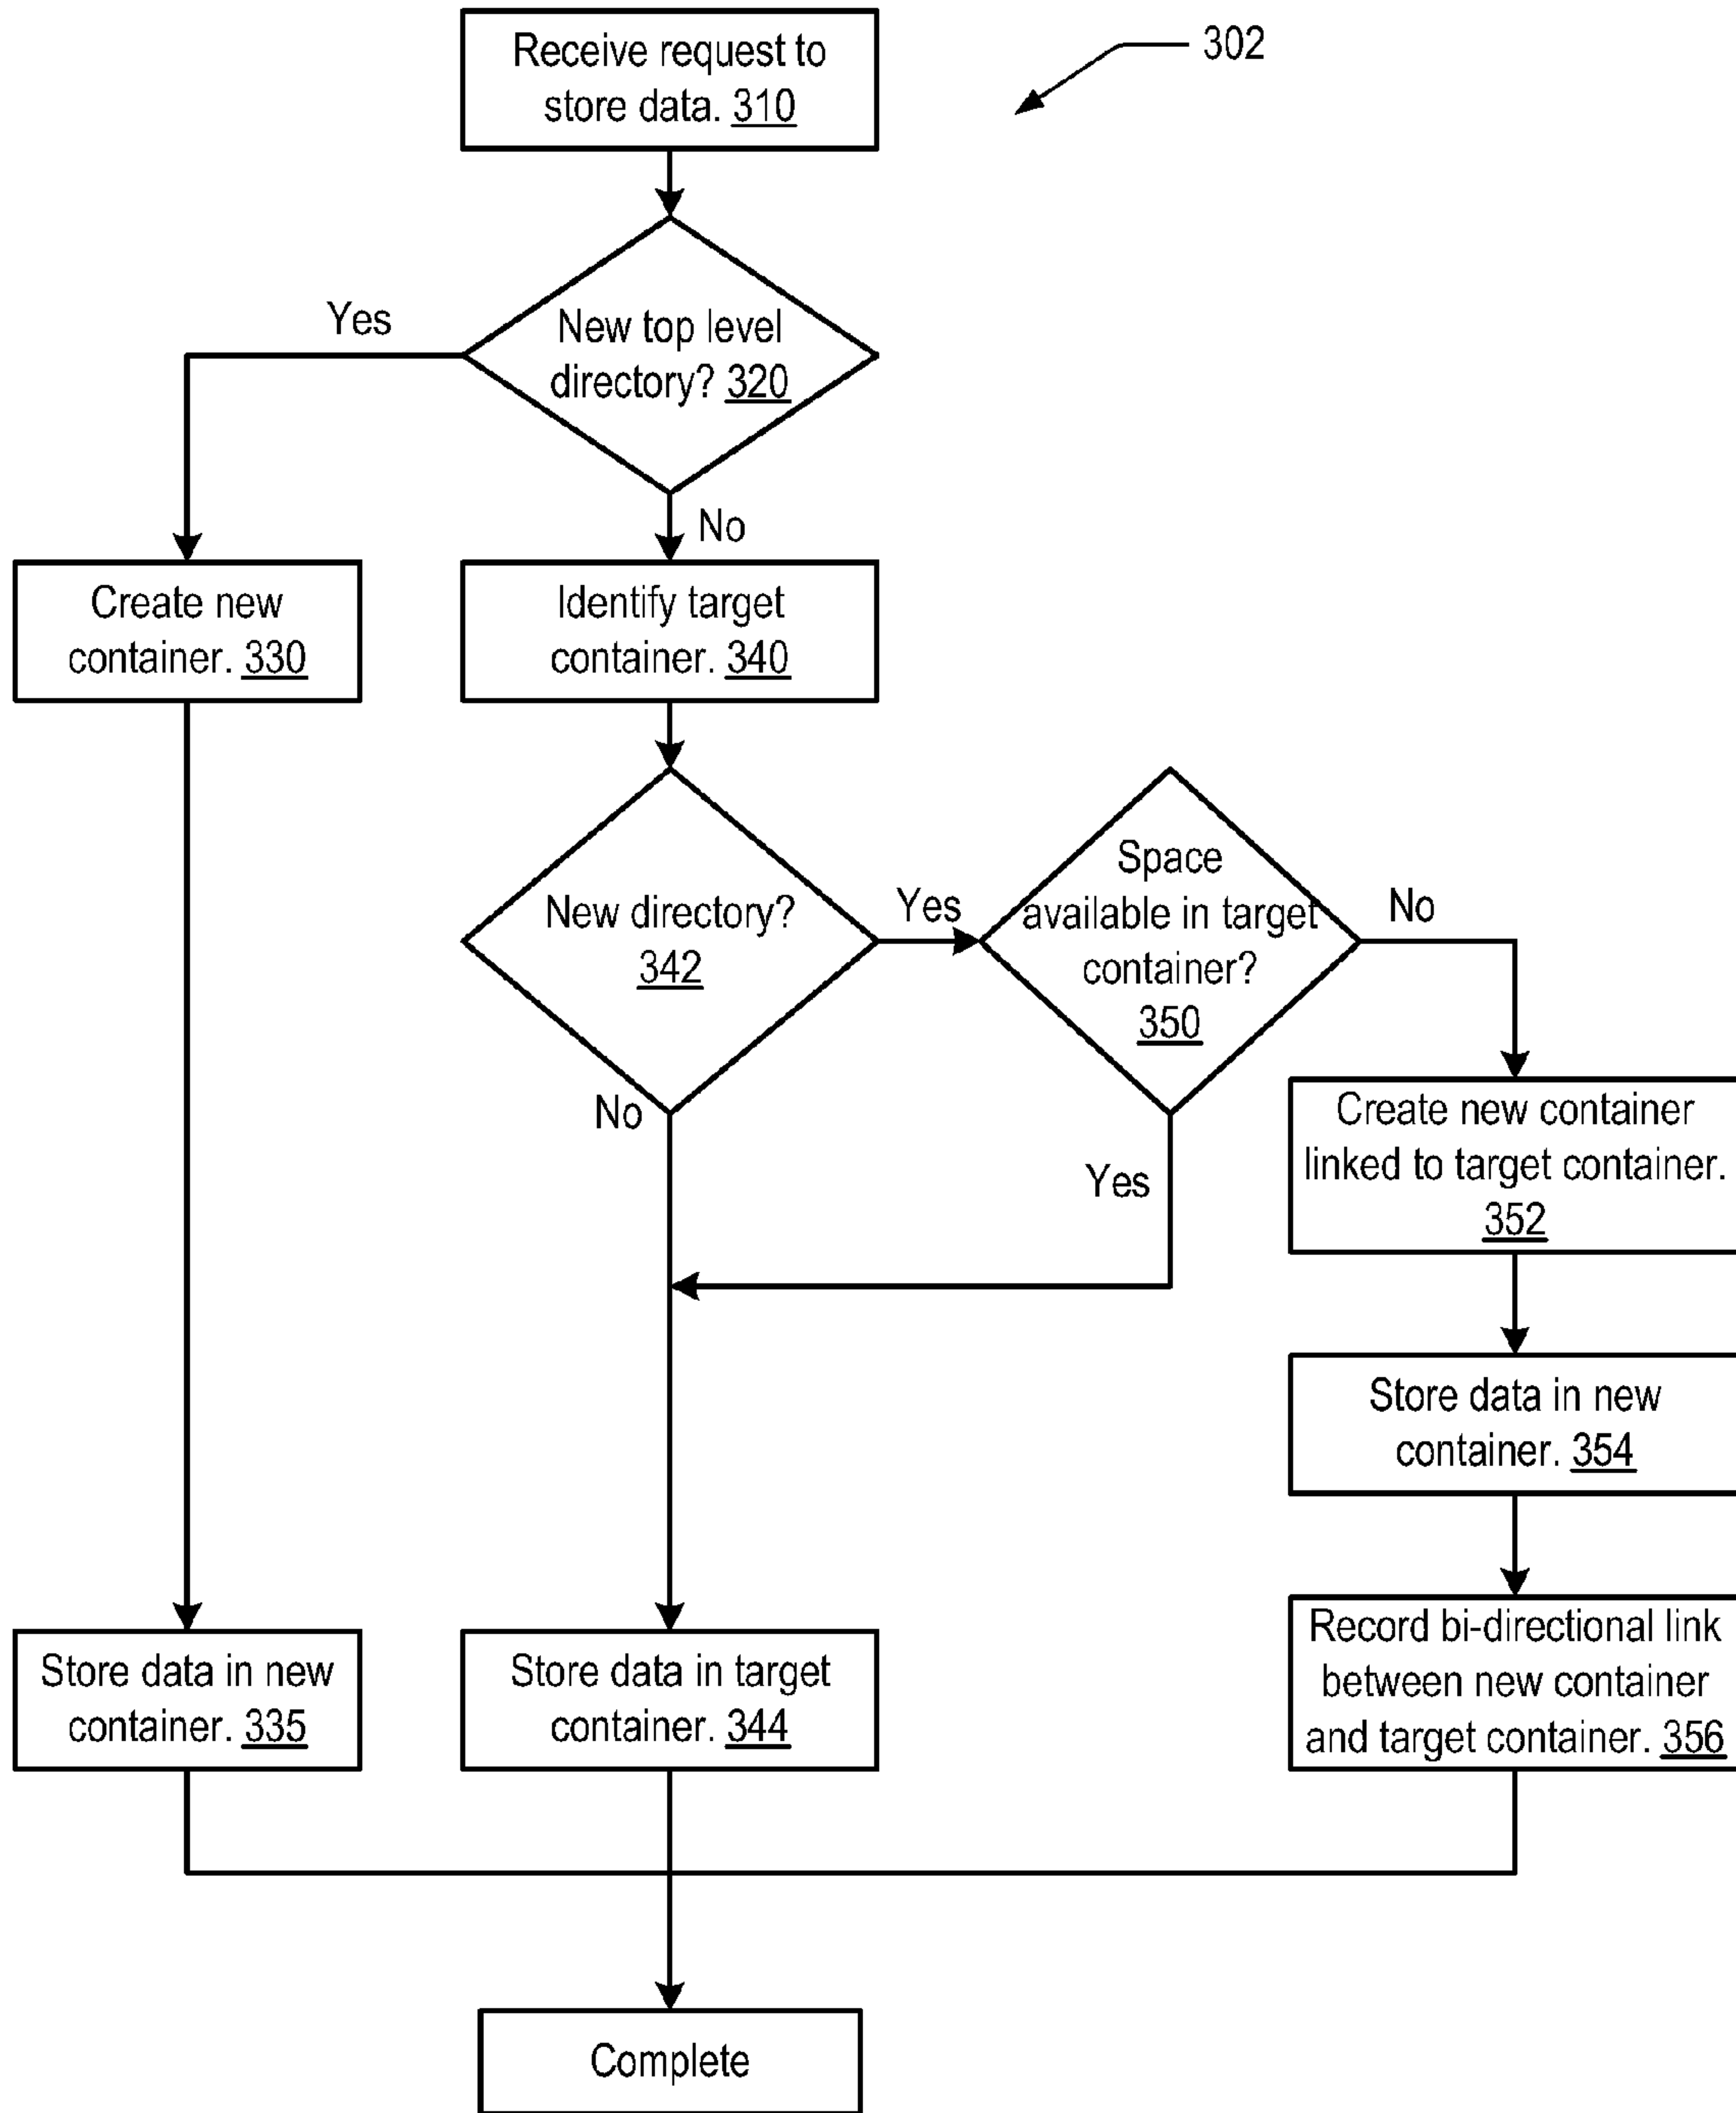 Receive request to
store data. 310
302
Yes
New top level
directory? 320
No
Create new
container. 330
Identify target
container. 340
New directory?
342
Yes
Space
available in target
container?
350
No
No
Yes
Create new container
linked to target container.
352
Store data in new
container. 354
Store data in new
container. 335
Store data in target
container. 344
Record bi-directional link
between new container
and target container. 356
Complete